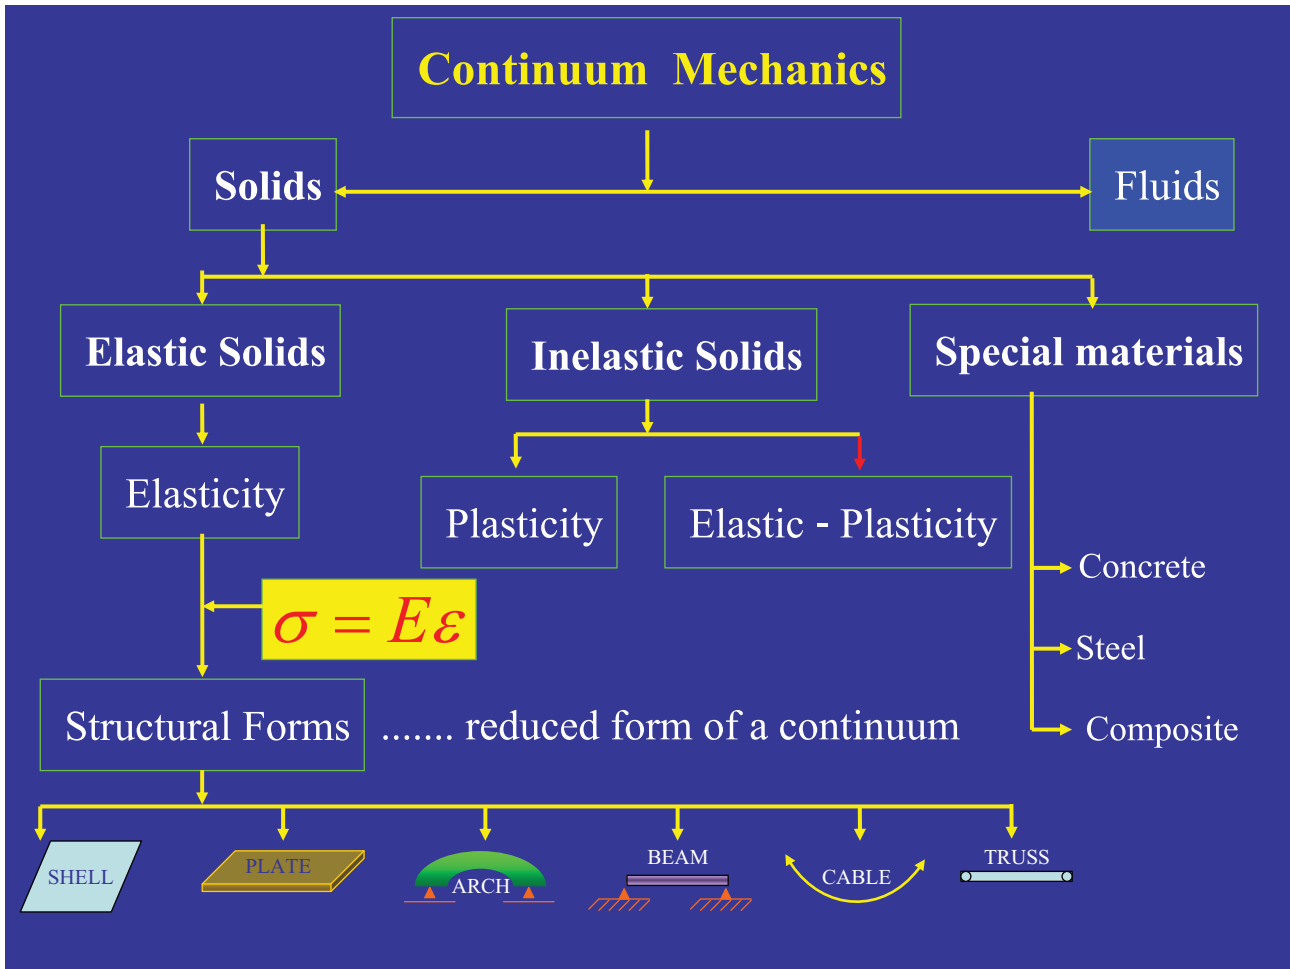 Continuum Mechanics
Solids
Fluids
Elastic Solids
Inelastic Solids
Special materials
Elasticity
Plasticity
Elastic - Plasticity
Concrete
σ = Eε
Steel
Structural Forms ....... reduced form of a continuum
Composite
SHELL
PLATE
ARCH
BEAM
CABLE
TRUSS